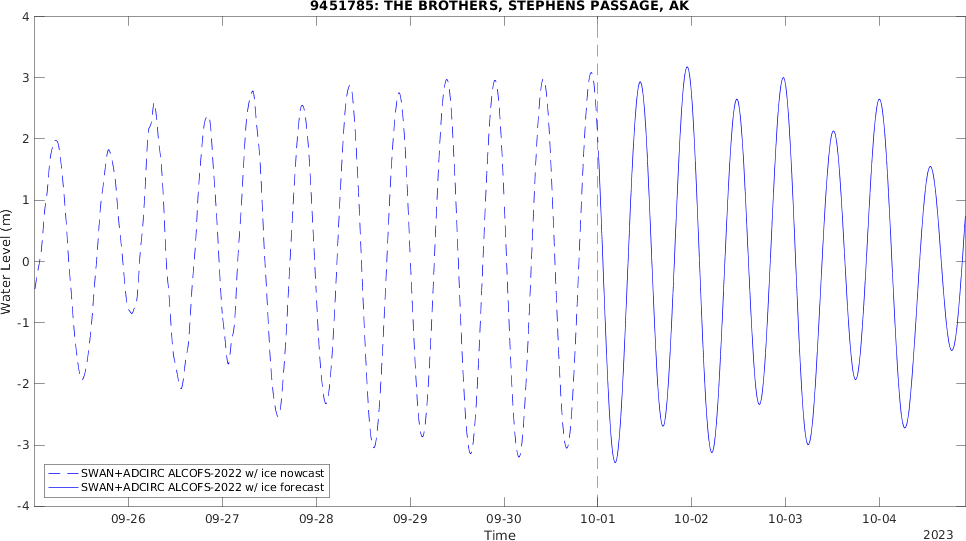 9451785: THE BROTHERS, STEPHENS PASSAGE, AK
4
3
2
1
0
-1
-2
-3
-4
Water Level (m)
SWAN+ADCIRC ALCOFS-2022 w/ ice nowcast
SWAN+ADCIRC ALCOFS-2022 w/ ice forecast
09-26 09-27 09-28 09-29 09-30 10-01 10-02 10-03 10-04
Time
2023